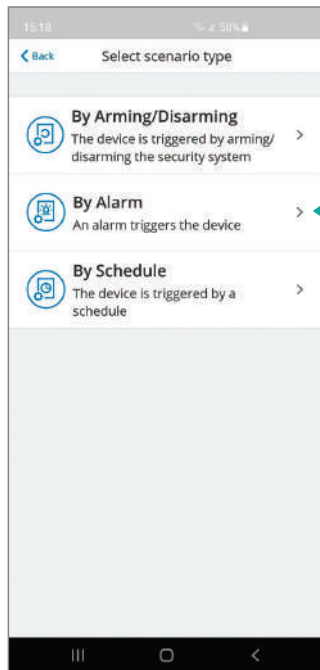 15:18 58%
Back Select scenario type
By Arming/Disarming
The device is triggered by arming/
disarming the security system
By Alarm
An alarm triggers the device
By Schedule
The device is triggered by a
schedule